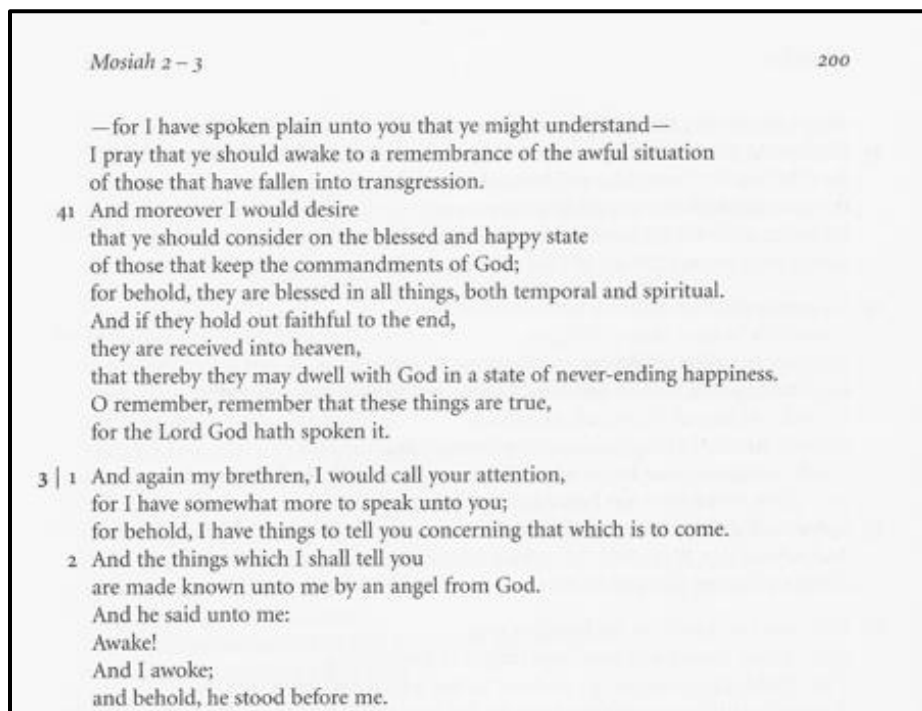 Mosiah 2 – 3 200
—for I have spoken plain unto you that ye might understand—
I pray that ye should awake to a remembrance of the awful situation
of those that have fallen into transgression.
41 And moreover I would desire
that ye should consider on the blessed and happy state
of those that keep the commandments of God;
for behold, they are blessed in all things, both temporal and spiritual.
And if they hold out faithful to the end,
they are received into heaven,
that thereby they may dwell with God in a state of never-ending happiness.
O remember, remember that these things are true,
for the Lord God hath spoken it.
3 | 1 And again my brethren, I would call your attention,
for I have somewhat more to speak unto you;
for behold, I have things to tell you concerning that which is to come.
2 And the things which I shall tell you
are made known unto me by an angel from God.
And he said unto me:
Awake!
And I awoke;
and behold, he stood before me.